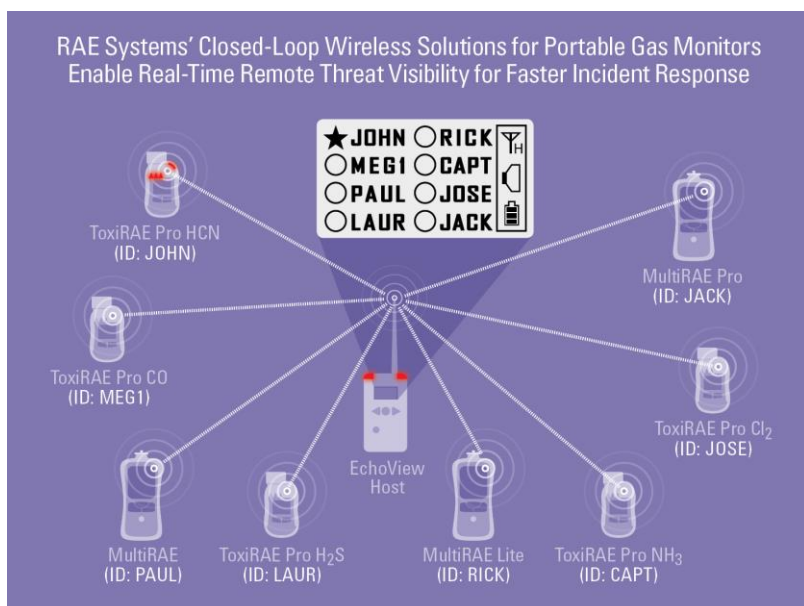 RAE Systems’ Closed-Loop Wireless Solutions for Portable Gas Monitors
Enable Real-Time Remote Threat Visibility for Faster Incident Response
JOHN RICK
MEG1 CAPT
PAUL JOSE
LAUR JACK
H
ToxiRAE Pro HCN
(ID: JOHN)
MultiRAE Pro
(ID: JACK)
ToxiRAE Pro CO
(ID: MEG1)
ToxiRAE Pro Cl₂
(ID: JOSE)
EchoView
Host
MultiRAE
(ID: PAUL)
ToxiRAE Pro H₂S
(ID: LAUR)
MultiRAE Lite
(ID: RICK)
ToxiRAE Pro NH₃
(ID: CAPT)